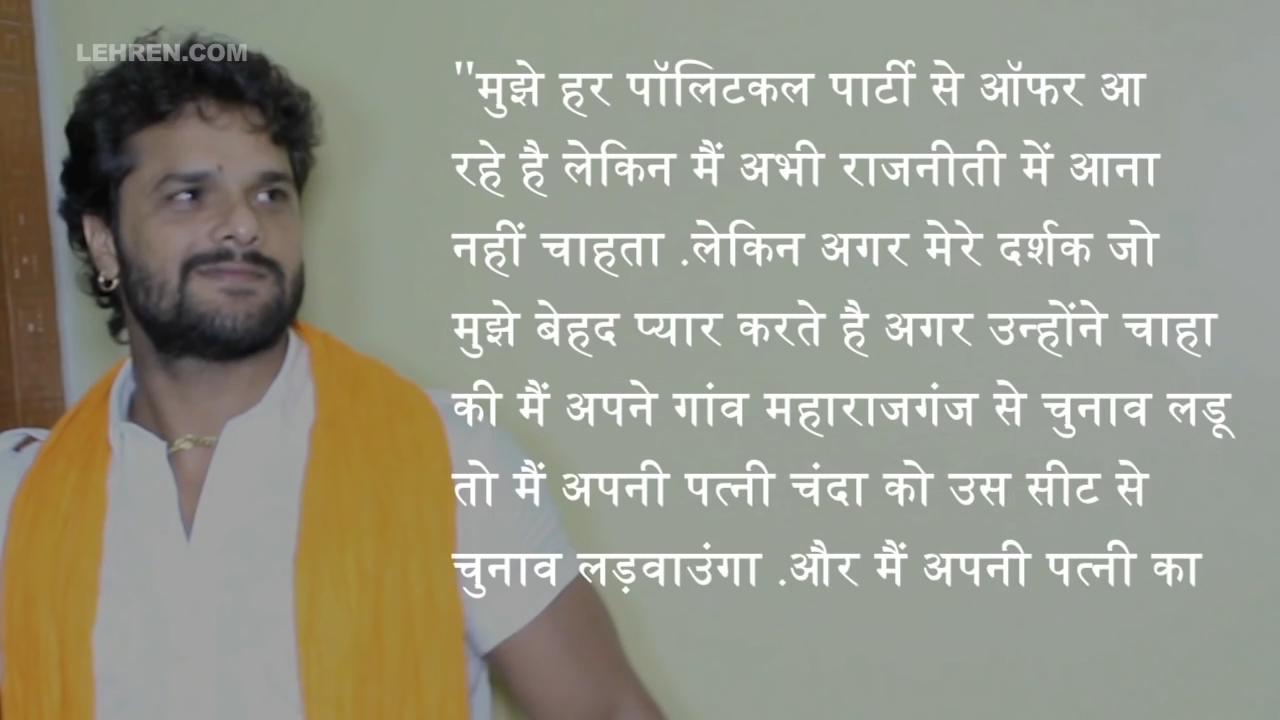 LEHREN.COM
"मुझे हर पॉलिटकल पार्टी से ऑफर आ
रहे है लेकिन मैं अभी राजनीती में आना
नहीं चाहता .लेकिन अगर मेरे दर्शक जो
मुझे बेहद प्यार करते है अगर उन्होंने चाहा
की मैं अपने गांव महाराजगंज से चुनाव लडू
तो मैं अपनी पत्नी चंदा को उस सीट से
चुनाव लड़वाउंगा .और मैं अपनी पत्नी का